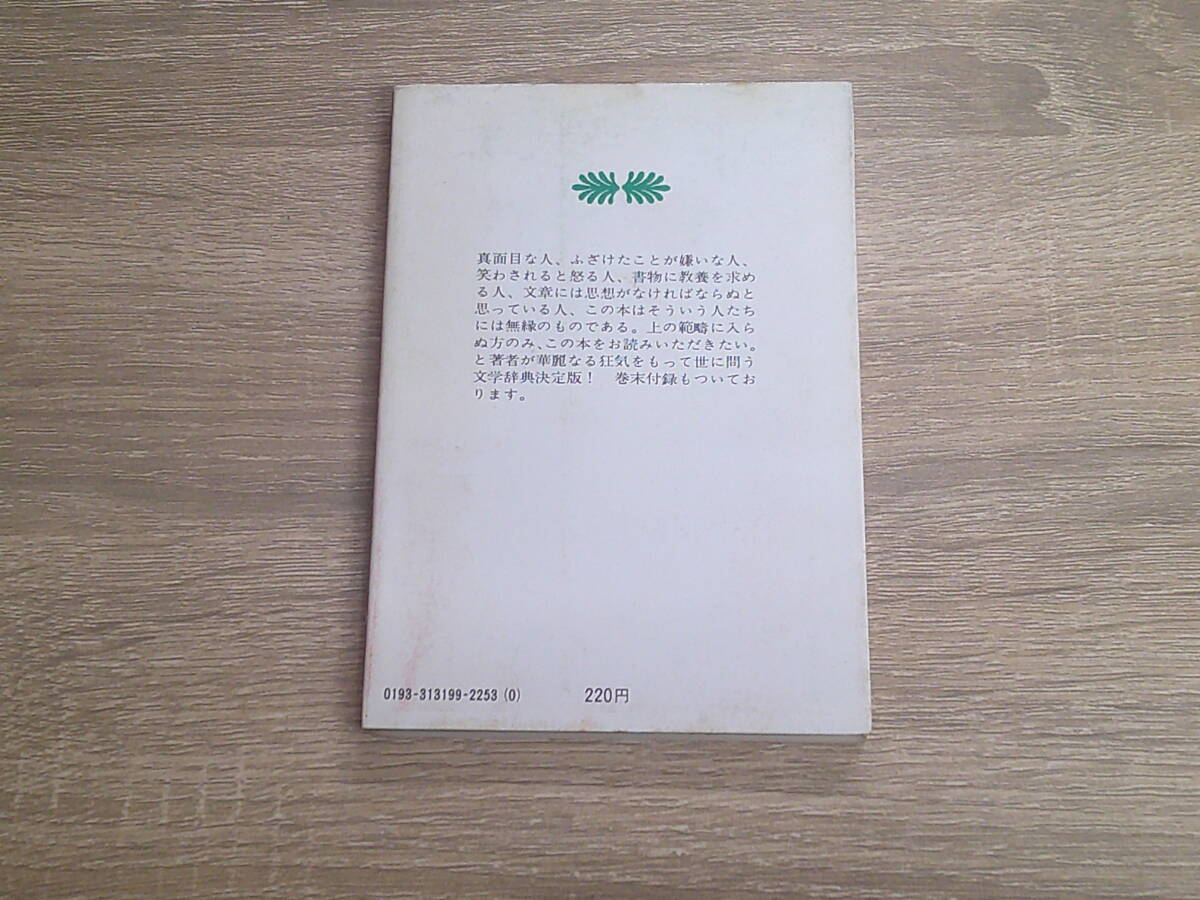 真面目な人、ふざけたことが嫌いな人、
笑わされると怒る人、書物に教養を求め
る人、文章には思想がなければならぬと
思っている人、この本はそういう人たち
には無縁のものである。上の範疇に入ら
ぬ方のみ、この本をお読みいただきたい。
と著者が華麗なる狂気をもって世に問う
文学辞典決定版！　巻末付録もついてお
ります。
0193-313199-2253 (0)
220円